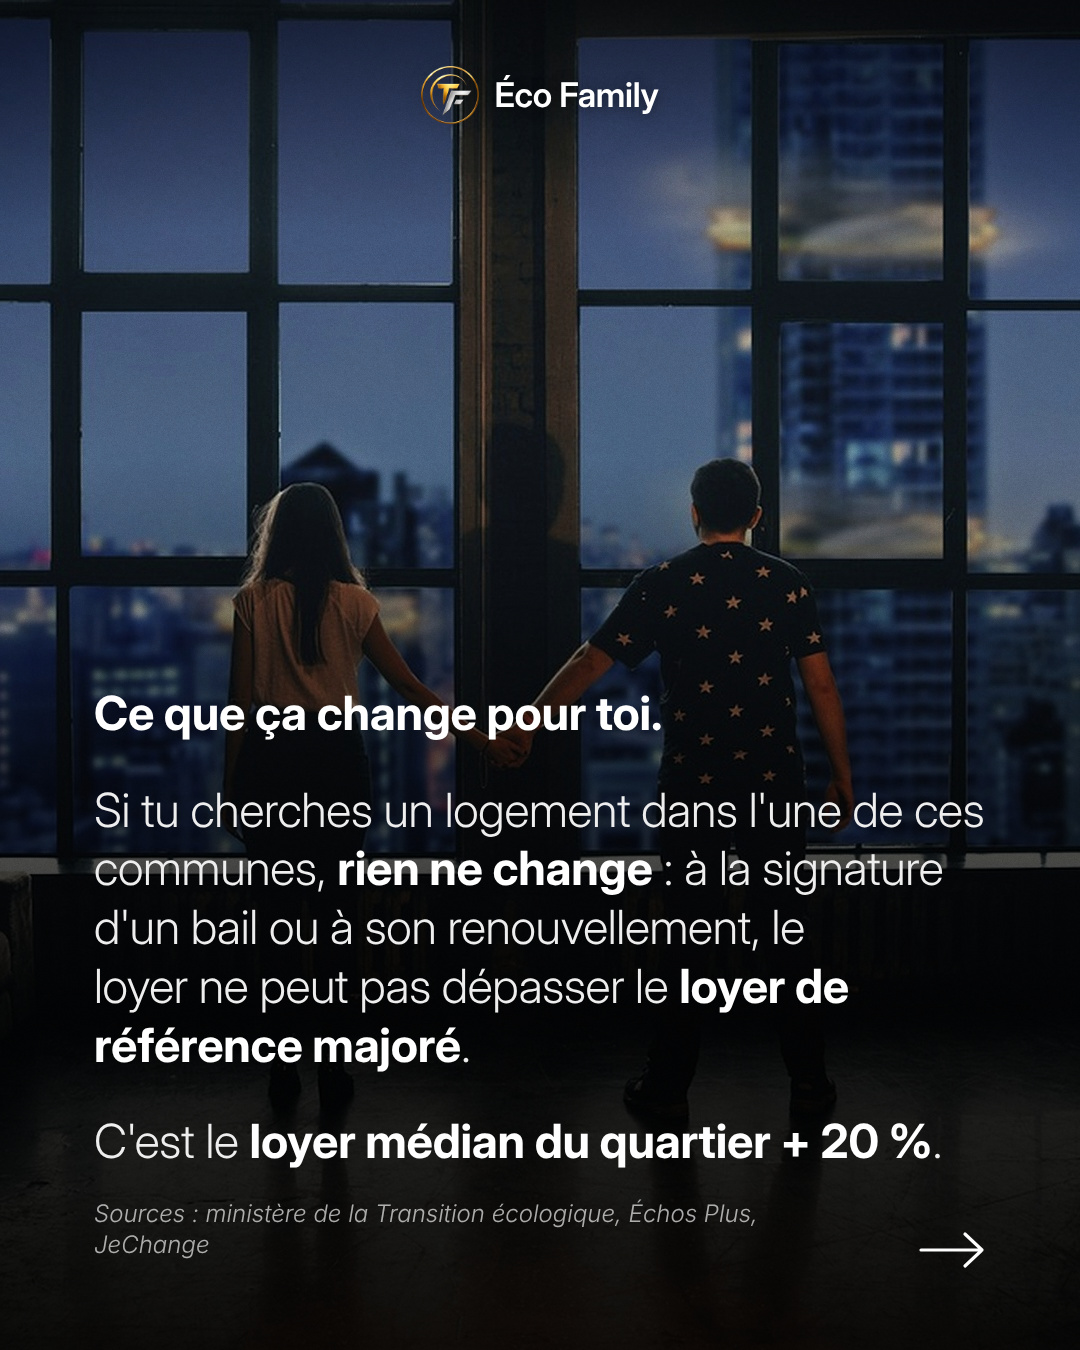 TF Éco Family
Ce que ça change pour toi.
Si tu cherches un logement dans l'une de ces
communes, rien ne change : à la signature
d'un bail ou à son renouvellement, le
loyer ne peut pas dépasser le loyer de
référence majoré.
C'est le loyer médian du quartier + 20 %.
Sources : ministère de la Transition écologique, Échos Plus,
JeChange